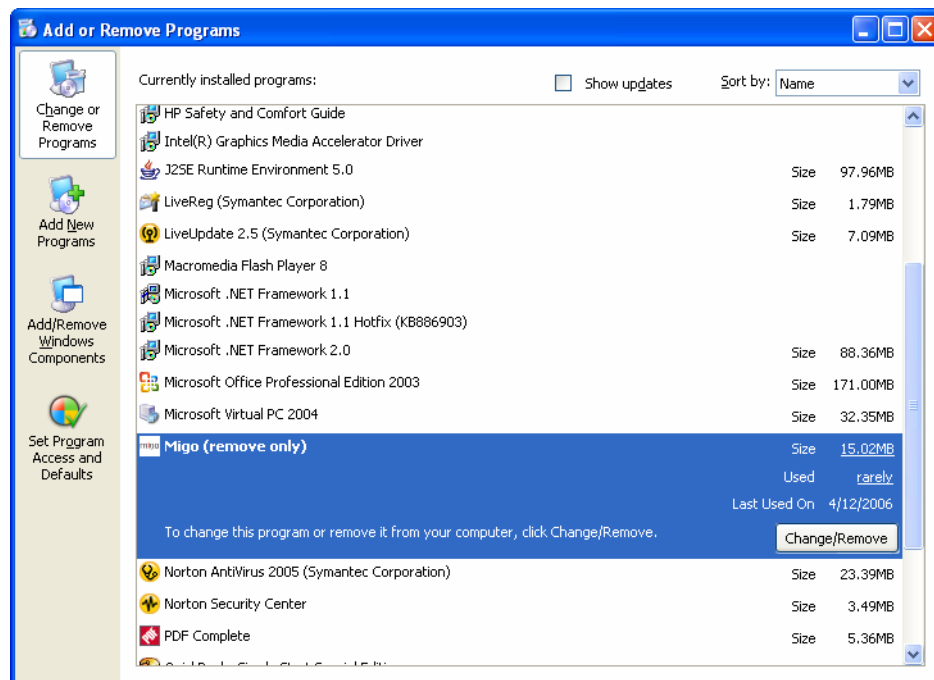 Add or Remove Programs
Change or
Remove
Programs
Add New
Programs
Add/Remove
Windows
Components
Set Program
Access and
Defaults
Currently installed programs:
Show updates
Sort by: Name
HP Safety and Comfort Guide
Intel(R) Graphics Media Accelerator Driver
J2SE Runtime Environment 5.0 Size 97.96MB
LiveReg (Symantec Corporation) Size 1.79MB
LiveUpdate 2.5 (Symantec Corporation) Size 7.09MB
Macromedia Flash Player 8
Microsoft .NET Framework 1.1
Microsoft .NET Framework 1.1 Hotfix (KB886903)
Microsoft .NET Framework 2.0 Size 88.36MB
Microsoft Office Professional Edition 2003 Size 171.00MB
Microsoft Virtual PC 2004 Size 32.35MB
migo Migo (remove only) Size 15.02MB
Used rarely
Last Used On 4/12/2006
To change this program or remove it from your computer, click Change/Remove.
Change/Remove
Norton AntiVirus 2005 (Symantec Corporation) Size 23.39MB
Norton Security Center Size 3.49MB
PDF Complete Size 5.36MB